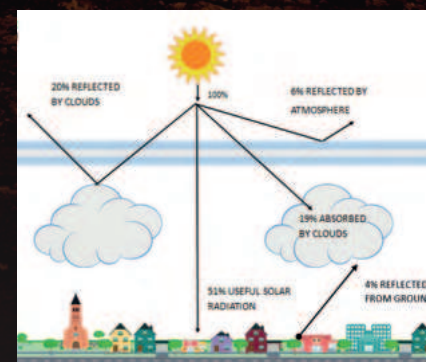 20% REFLECTED
BY CLOUDS
100%
6% REFLECTED BY
ATMOSPHERE
19% ABSORBED
BY CLOUDS
51% USEFUL SOLAR
RADIATION
4% REFLECTED
FROM GROUN